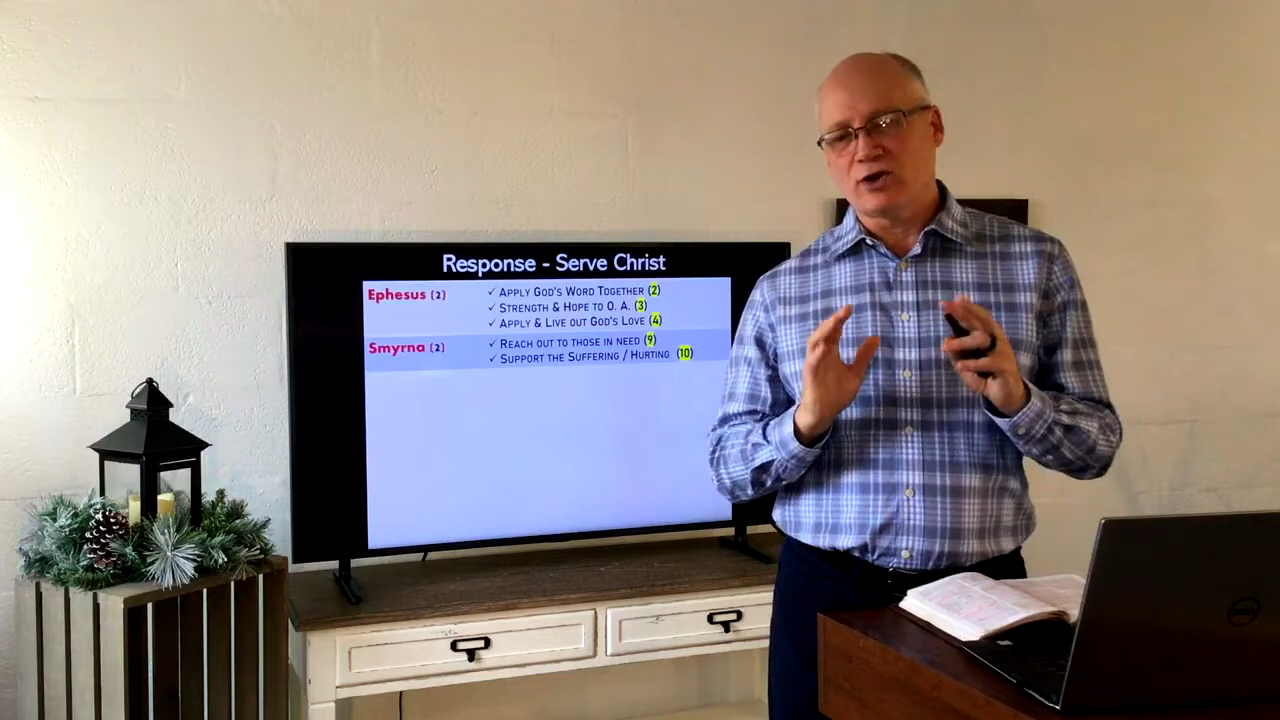 Response - Serve Christ
Ephesus (2)
✓ Apply God's Word Together (2)
✓ Strength & Hope to O. A. (3)
✓ Apply & Live out God's Love (4)
Smyrna (2)
✓ Reach out to those in need (9)
✓ Support the Suffering / Hurting (10)
DELL